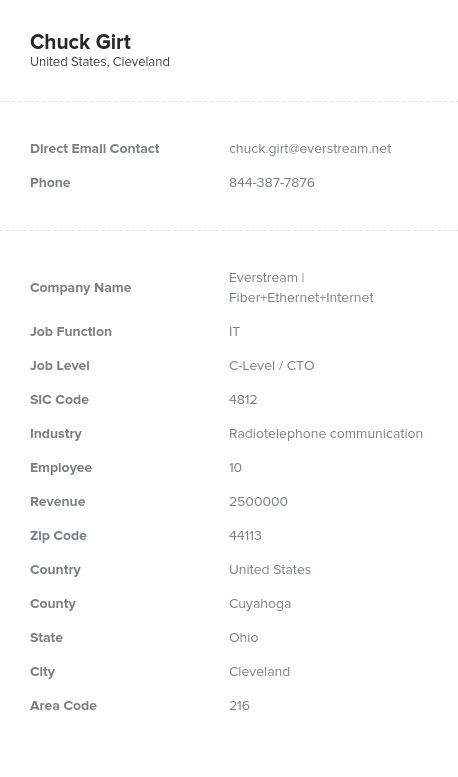 Chuck Girt
United States, Cleveland
Direct Email Contact chuck.girt@everstream.net
Phone 844-387-7876
Company Name Everstream |
Fiber+Ethernet+Internet
Job Function IT
Job Level C-Level / CTO
SIC Code 4812
Industry Radiotelephone communication
Employee 10
Revenue 2500000
Zip Code 44113
Country United States
County Cuyahoga
State Ohio
City Cleveland
Area Code 216